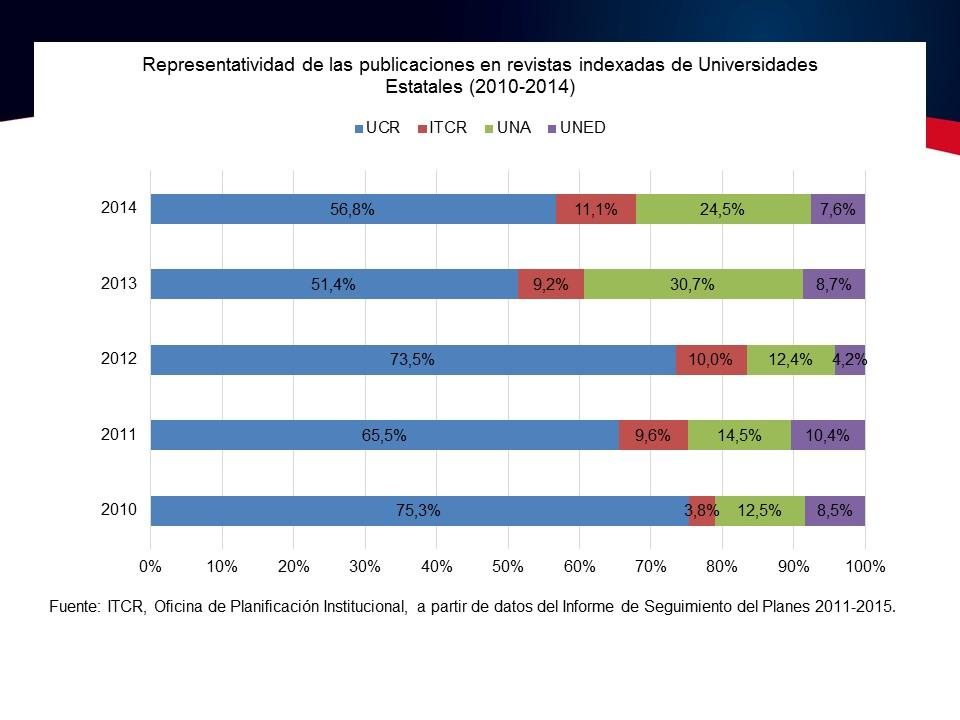 Representatividad de las publicaciones en revistas indexadas de Universidades
Estatales (2010-2014)
UCR ITCR UNA UNED
2014 56,8% 11,1% 24,5% 7,6%
2013 51,4% 9,2% 30,7% 8,7%
2012 73,5% 10,0% 12,4% 4,2%
2011 65,5% 9,6% 14,5% 10,4%
2010 75,3% 3,8% 12,5% 8,5%
0% 10% 20% 30% 40% 50% 60% 70% 80% 90% 100%
Fuente: ITCR, Oficina de Planificación Institucional, a partir de datos del Informe de Seguimiento del Planes 2011-2015.